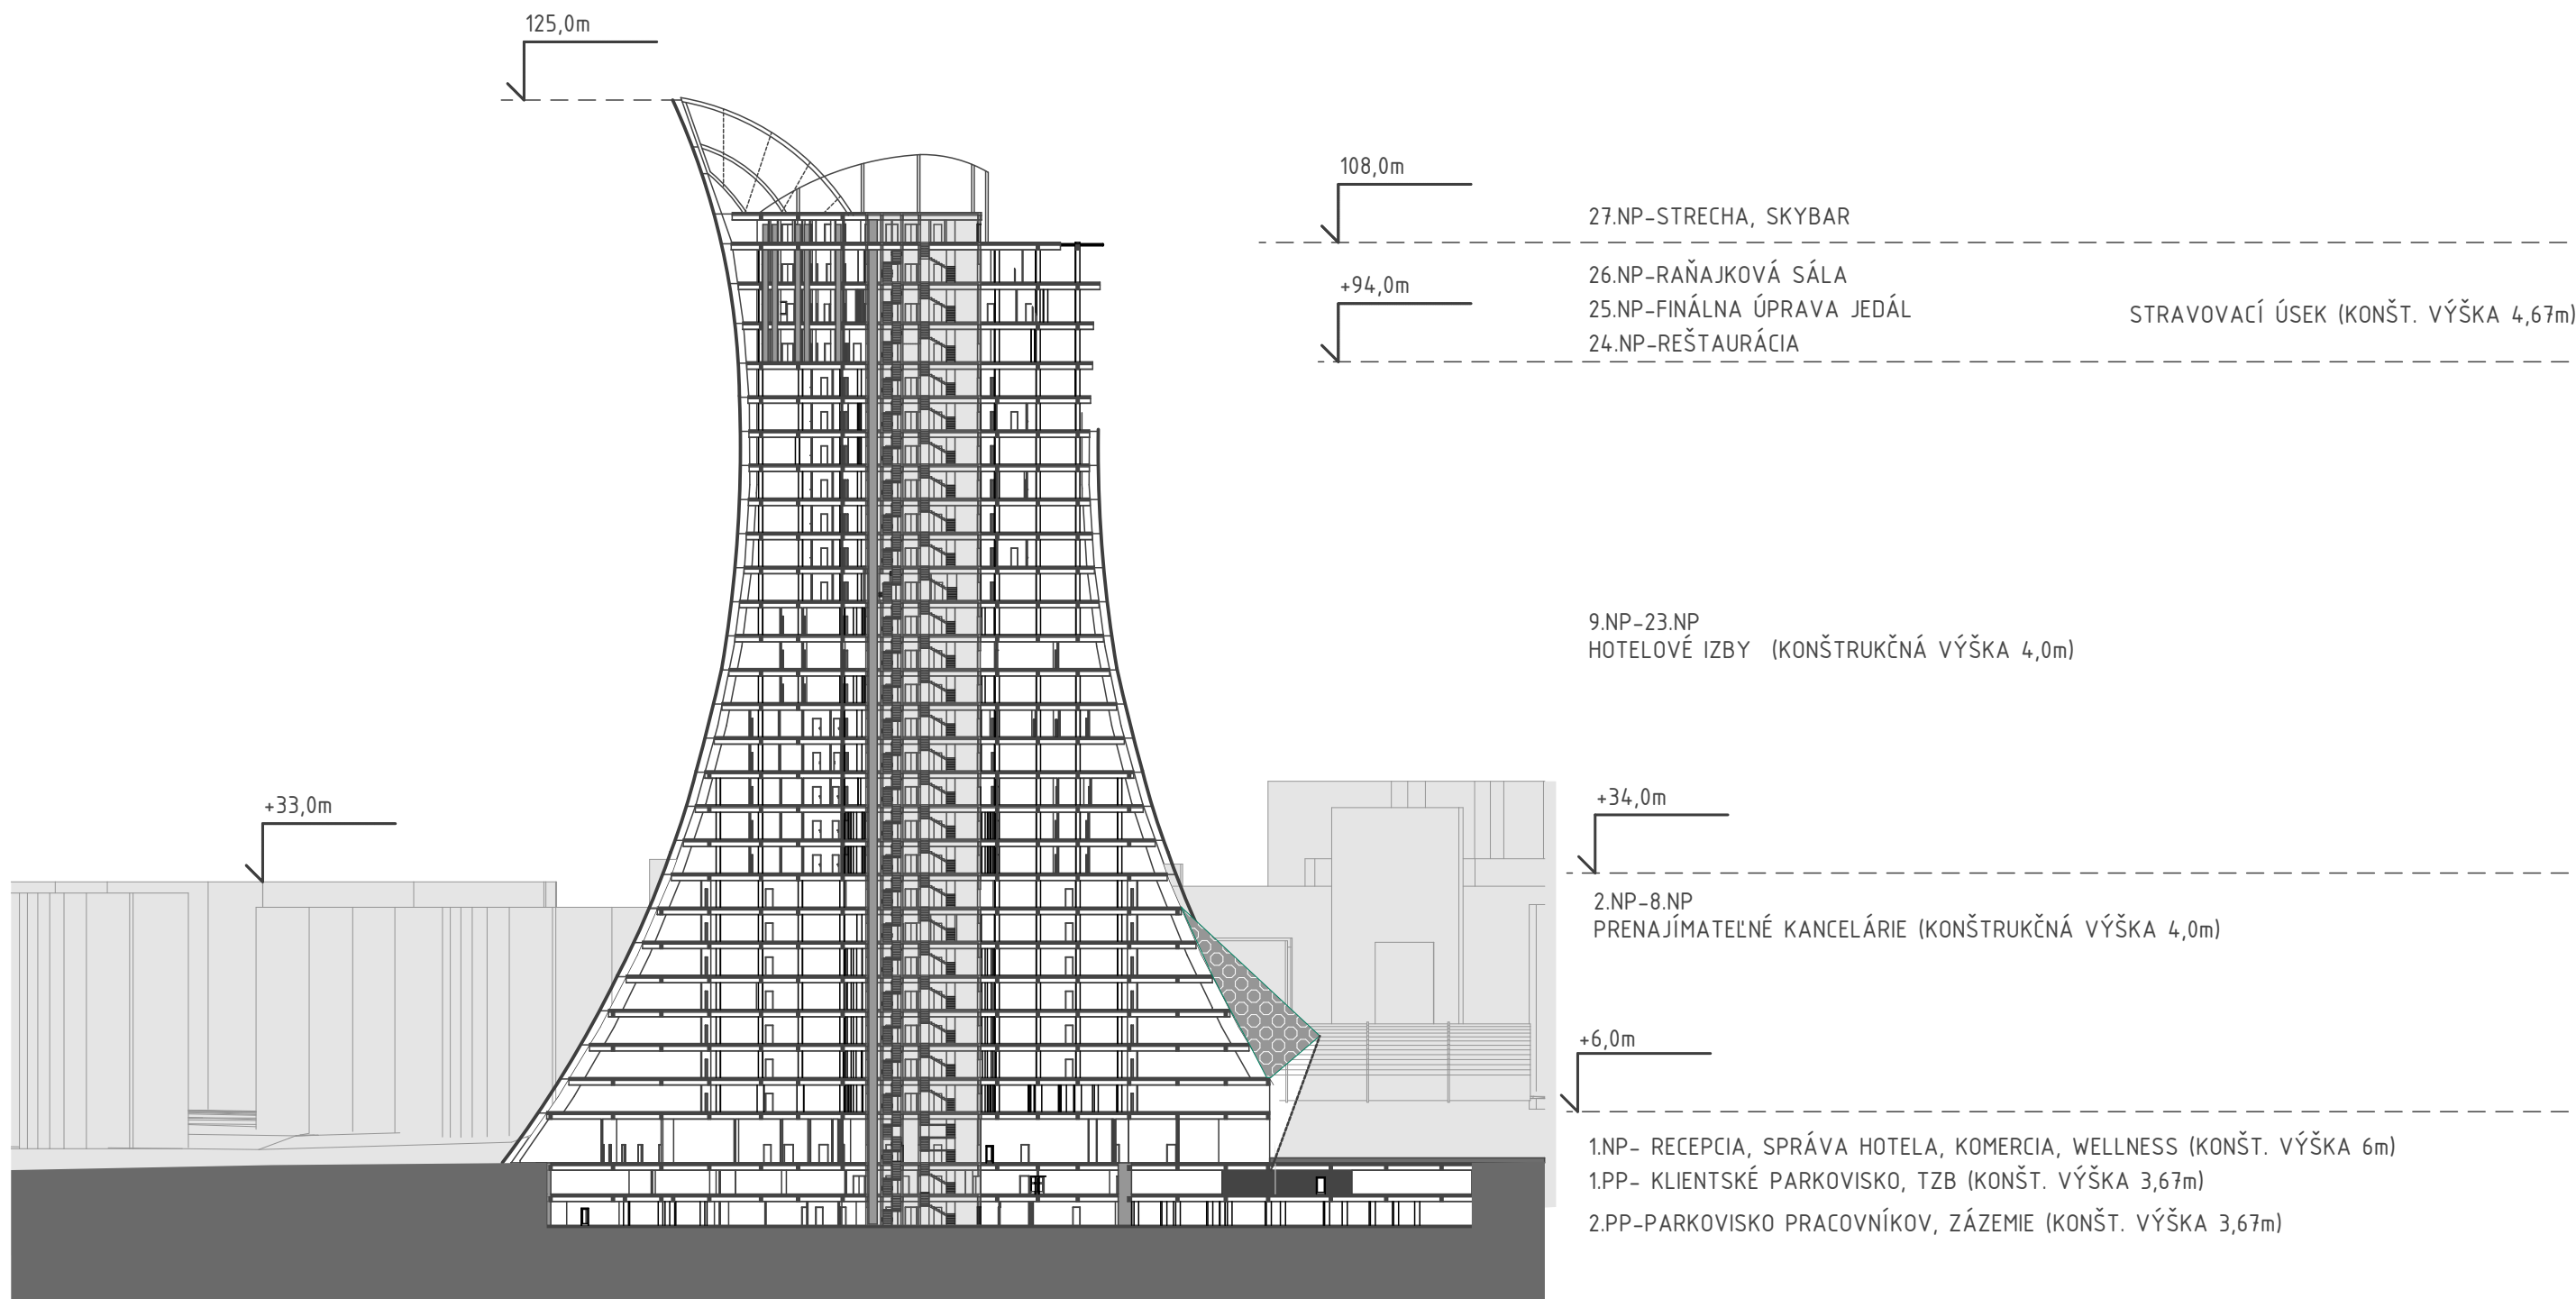 125,0m
108,0m
27.NP-STRECHA, SKYBAR
+94,0m
26.NP-RAŇAJKOVÁ SÁLA
25.NP-FINÁLNA ÚPRAVA JEDÁL
24.NP-REŠTAURÁCIA
STRAVOVACÍ ÚSEK (KONŠT. VÝŠKA 4,67m)
9.NP-23.NP
HOTELOVÉ IZBY (KONŠTRUKČNÁ VÝŠKA 4,0m)
+33,0m
+34,0m
2.NP-8.NP
PRENAJÍMATEĽNÉ KANCELÁRIE (KONŠTRUKČNÁ VÝŠKA 4,0m)
+6,0m
1.NP- RECEPCIA, SPRÁVA HOTELA, KOMERCIA, WELLNESS (KONŠT. VÝŠKA 6m)
1.PP- KLIENTSKÉ PARKOVISKO, TZB (KONŠT. VÝŠKA 3,67m)
2.PP-PARKOVISKO PRACOVNÍKOV, ZÁZEMIE (KONŠT. VÝŠKA 3,67m)